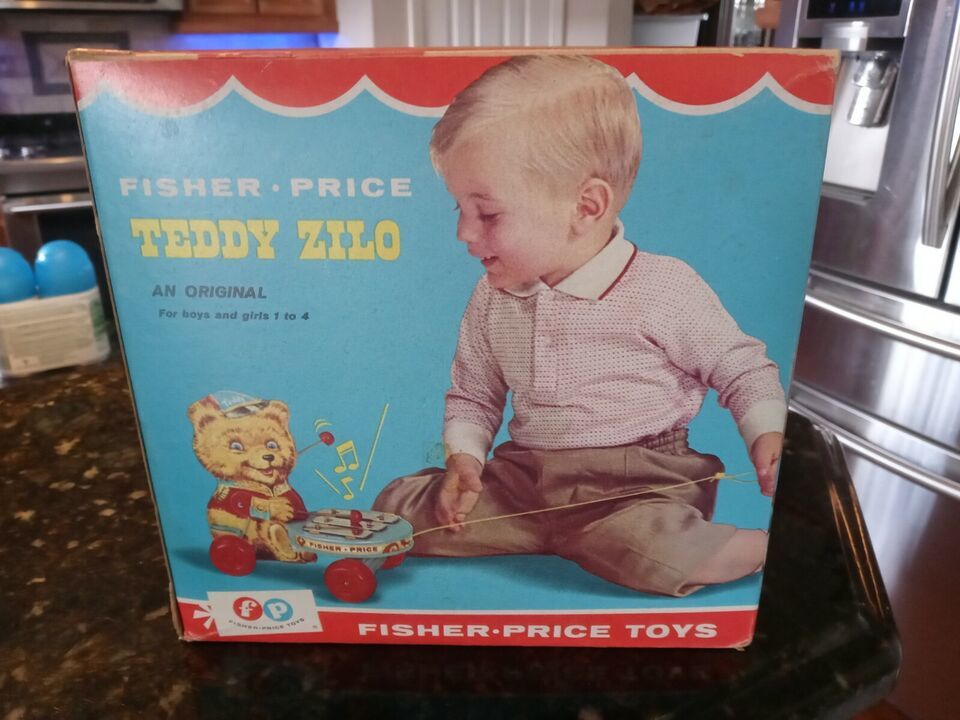 FISHER·PRICE
TEDDY ZILO
AN ORIGINAL
For boys and girls 1 to 4
Teddy
FISHER·PRICE
fp
FISHER-PRICE TOYS
FISHER·PRICE TOYS